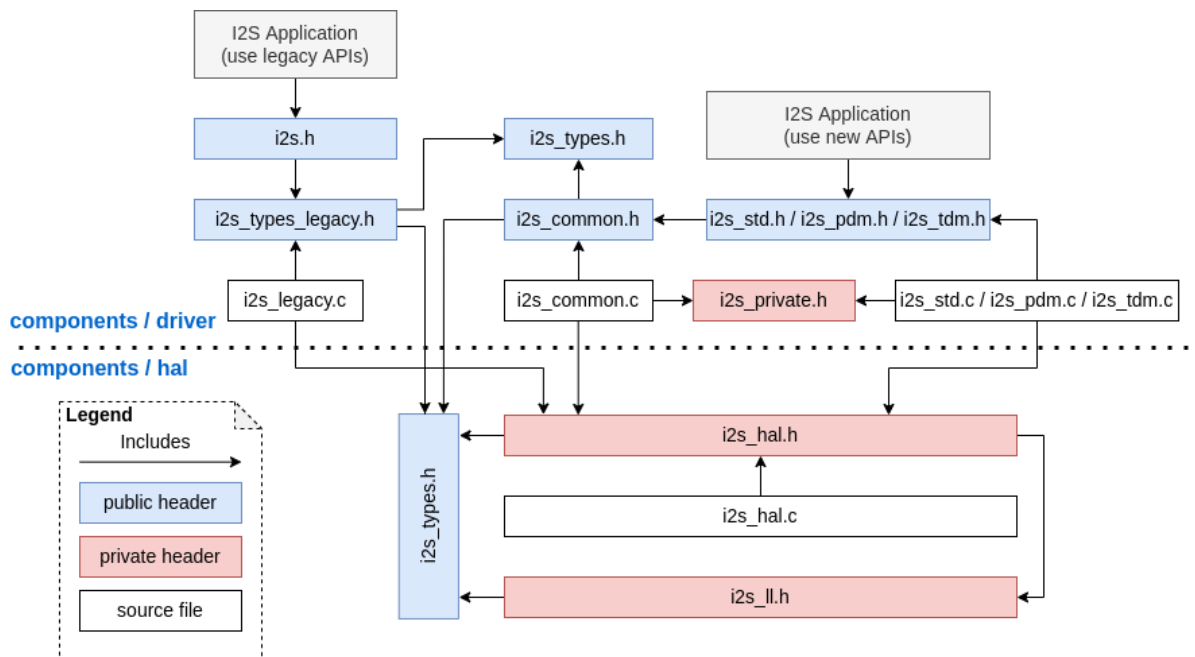 I2S Application
(use legacy APIs)
i2s.h
i2s_types.h
I2S Application
(use new APIs)
i2s_types_legacy.h
i2s_common.h
i2s_std.h / i2s_pdm.h / i2s_tdm.h
i2s_legacy.c
i2s_common.c
i2s_private.h
i2s_std.c / i2s_pdm.c / i2s_tdm.c
components / driver
components / hal
Legend
Includes
public header
private header
source file
i2s_types.h
i2s_hal.h
i2s_hal.c
i2s_ll.h